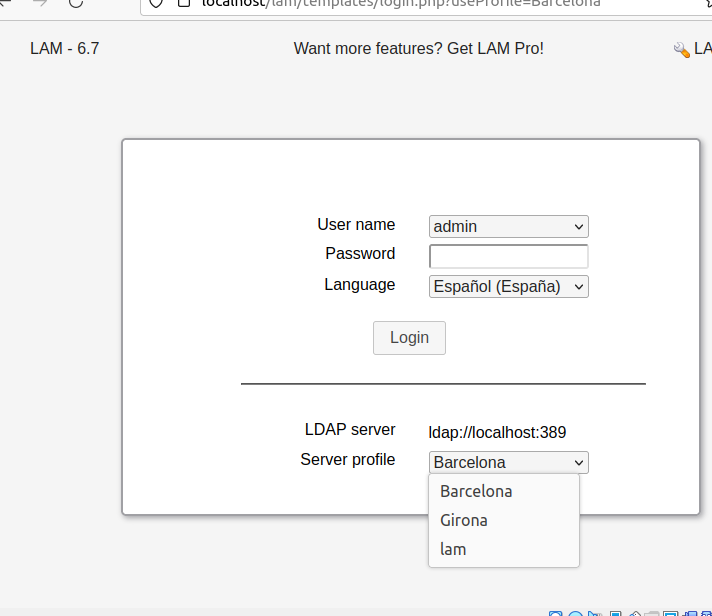 localhost/lam/templates/login.php?useProfile=Barcelona
LAM - 6.7 Want more features? Get LAM Pro! LA
User name admin
Password
Language Español (España)
Login
LDAP server ldap://localhost:389
Server profile Barcelona
Barcelona
Girona
lam